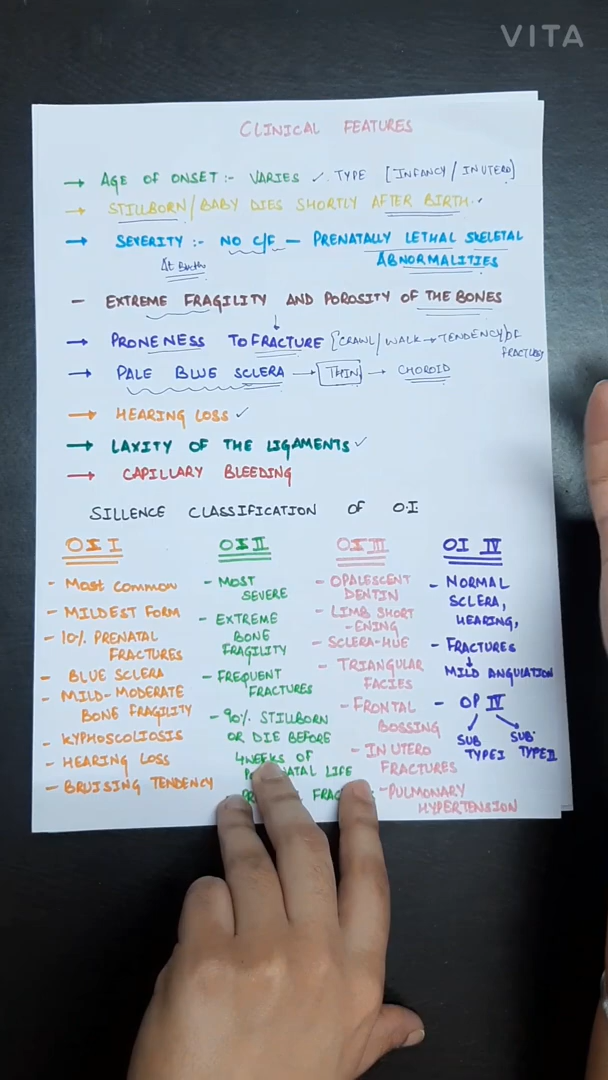 VITA
CLINICAL FEATURES
→ AGE OF ONSET :- VARIES ✓ TYPE [INFANCY / IN UTERO]
→ STILLBORN / BABY DIES SHORTLY AFTER BIRTH.
→ SEVERITY :- NO C/F - PRENATALLY LETHAL SKELETAL
At Birth ABNORMALITIES
- EXTREME FRAGILITY AND POROSITY OF THE BONES
→ PRONENESS TO FRACTURE [CRAWL / WALK → TENDENCY OF
FRACTURES
→ PALE BLUE SCLERA → THIN → CHOROID
→ HEARING LOSS ✓
→ LAXITY OF THE LIGAMENTS ✓
→ CAPILLARY BLEEDING
SILLENCE CLASSIFICATION OF O.I
OI I
- MOST COMMON
- MILDEST FORM
- 10% PRENATAL
FRACTURES
- BLUE SCLERA
- MILD-MODERATE
BONE FRAGILITY
- KYPHOSCOLIOSIS
- HEARING LOSS
- BRUISING TENDENCY
OI II
- MOST
SEVERE
- EXTREME
BONE
FRAGILITY
- FREQUENT
FRACTURES
- 90% STILLBORN
OR DIE BEFORE
4 WEEKS OF
LIFE
OI III
- OPALESCENT
DENTIN
- LIMB SHORT
-ENING
- SCLERA-HUE
- TRIANGULAR
FACIES
- FRONTAL
BOSSING
- IN UTERO
FRACTURES
- PULMONARY
HYPERTENSION
OI IV
- NORMAL
SCLERA,
HEARING,
- FRACTURES
↓
MILD ANGULATION
- OP IV
SUB TYPE I
SUB TYPE II